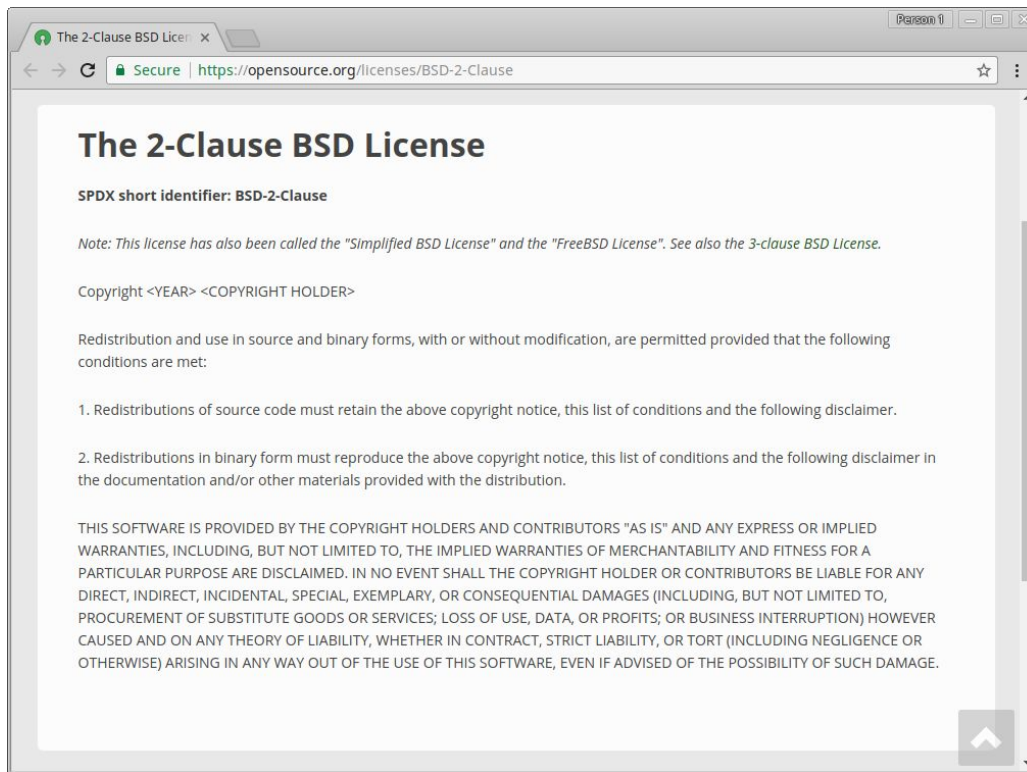 Person 1
The 2-Clause BSD Licen
Secure | https://opensource.org/licenses/BSD-2-Clause
The 2-Clause BSD License
SPDX short identifier: BSD-2-Clause
Note: This license has also been called the "Simplified BSD License" and the "FreeBSD License". See also the 3-clause BSD License.
Copyright <YEAR> <COPYRIGHT HOLDER>
Redistribution and use in source and binary forms, with or without modification, are permitted provided that the following
conditions are met:
1. Redistributions of source code must retain the above copyright notice, this list of conditions and the following disclaimer.
2. Redistributions in binary form must reproduce the above copyright notice, this list of conditions and the following disclaimer in
the documentation and/or other materials provided with the distribution.
THIS SOFTWARE IS PROVIDED BY THE COPYRIGHT HOLDERS AND CONTRIBUTORS "AS IS" AND ANY EXPRESS OR IMPLIED
WARRANTIES, INCLUDING, BUT NOT LIMITED TO, THE IMPLIED WARRANTIES OF MERCHANTABILITY AND FITNESS FOR A
PARTICULAR PURPOSE ARE DISCLAIMED. IN NO EVENT SHALL THE COPYRIGHT HOLDER OR CONTRIBUTORS BE LIABLE FOR ANY
DIRECT, INDIRECT, INCIDENTAL, SPECIAL, EXEMPLARY, OR CONSEQUENTIAL DAMAGES (INCLUDING, BUT NOT LIMITED TO,
PROCUREMENT OF SUBSTITUTE GOODS OR SERVICES; LOSS OF USE, DATA, OR PROFITS; OR BUSINESS INTERRUPTION) HOWEVER
CAUSED AND ON ANY THEORY OF LIABILITY, WHETHER IN CONTRACT, STRICT LIABILITY, OR TORT (INCLUDING NEGLIGENCE OR
OTHERWISE) ARISING IN ANY WAY OUT OF THE USE OF THIS SOFTWARE, EVEN IF ADVISED OF THE POSSIBILITY OF SUCH DAMAGE.